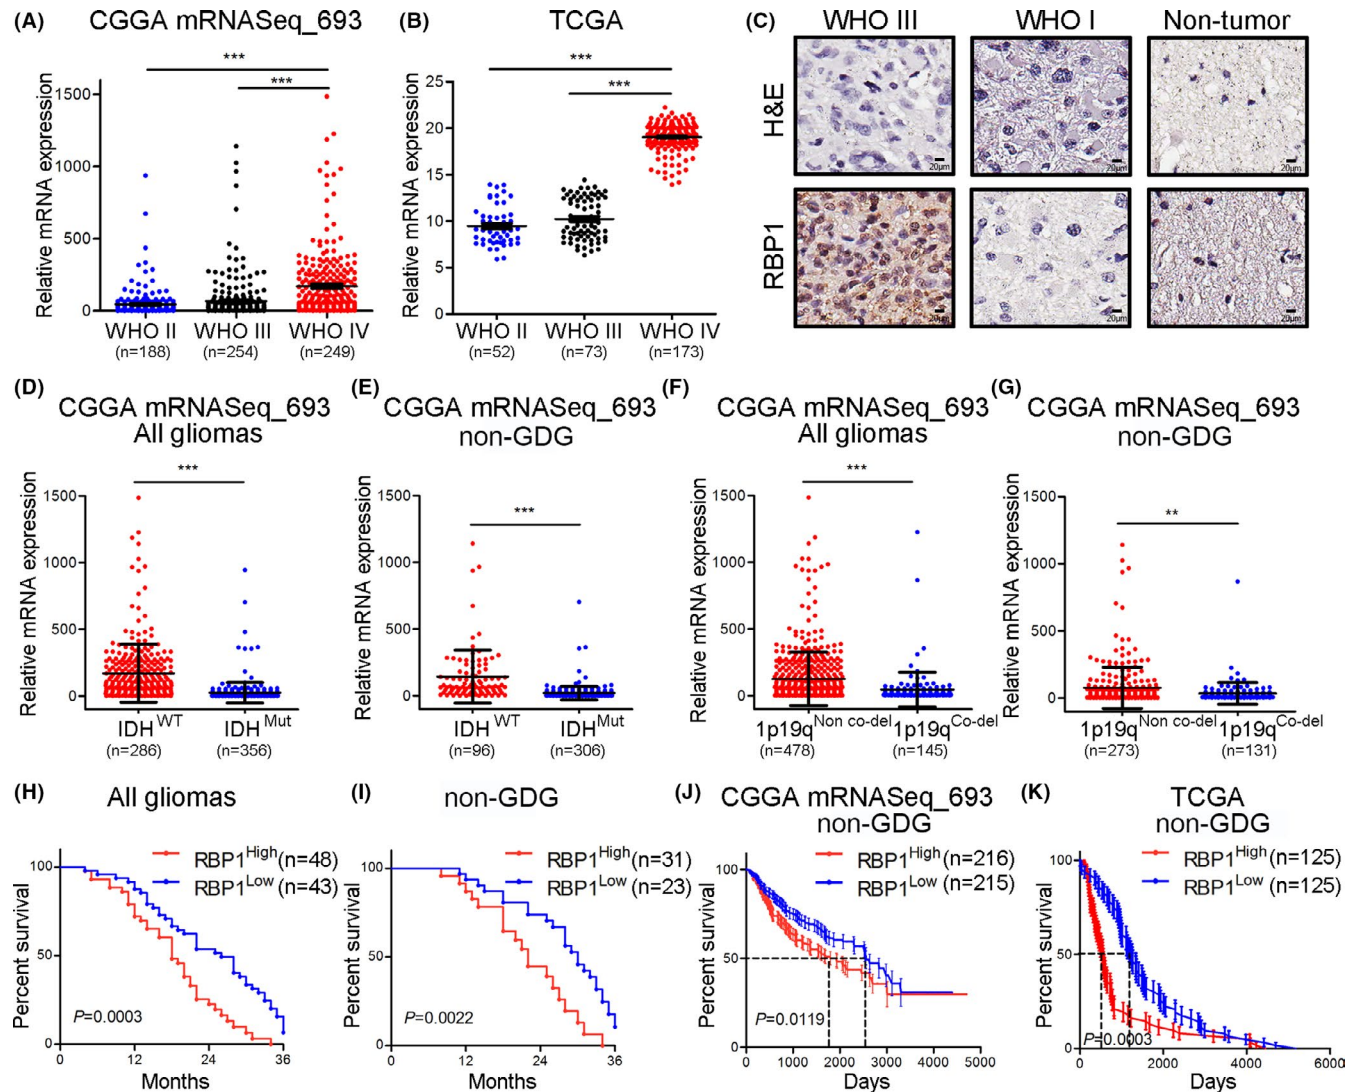 (A) CGGA mRNASeq_693
Relative mRNA expression
1500
1000
500
0
***
***
WHO II WHO III WHO IV
(n=188) (n=254) (n=249)
(B) TCGA
Relative mRNA expression
25
20
15
10
5
0
***
***
WHO II WHO III WHO IV
(n=52) (n=73) (n=173)
(C) WHO III WHO I Non-tumor
H&E
20μm 20μm 20μm
RBP1
20μm 20μm 20μm
(D) CGGA mRNASeq_693
All gliomas
Relative mRNA expression
1500
1000
500
0
***
IDH^WT IDH^Mut
(n=286) (n=356)
(E) CGGA mRNASeq_693
non-GDG
Relative mRNA expression
1500
1000
500
0
***
IDH^WT IDH^Mut
(n=96) (n=306)
(F) CGGA mRNASeq_693
All gliomas
Relative mRNA expression
1500
1000
500
0
***
1p19q^Non co-del 1p19q^Co-del
(n=478) (n=145)
(G) CGGA mRNASeq_693
non-GDG
Relative mRNA expression
1500
1000
500
0
**
1p19q^Non co-del 1p19q^Co-del
(n=273) (n=131)
(H) All gliomas
RBP1^High (n=48)
RBP1^Low (n=43)
Percent survival
100
50
0
P=0.0003
0 12 24 36
Months
(I) non-GDG
RBP1^High (n=31)
RBP1^Low (n=23)
Percent survival
100
50
0
P=0.0022
0 12 24 36
Months
(J) CGGA mRNASeq_693
non-GDG
RBP1^High (n=216)
RBP1^Low (n=215)
Percent survival
100
50
0
P=0.0119
0 1000 2000 3000 4000 5000
Days
(K) TCGA
non-GDG
RBP1^High (n=125)
RBP1^Low (n=125)
Percent survival
100
50
0
P=0.0003
0 2000 4000 6000
Days